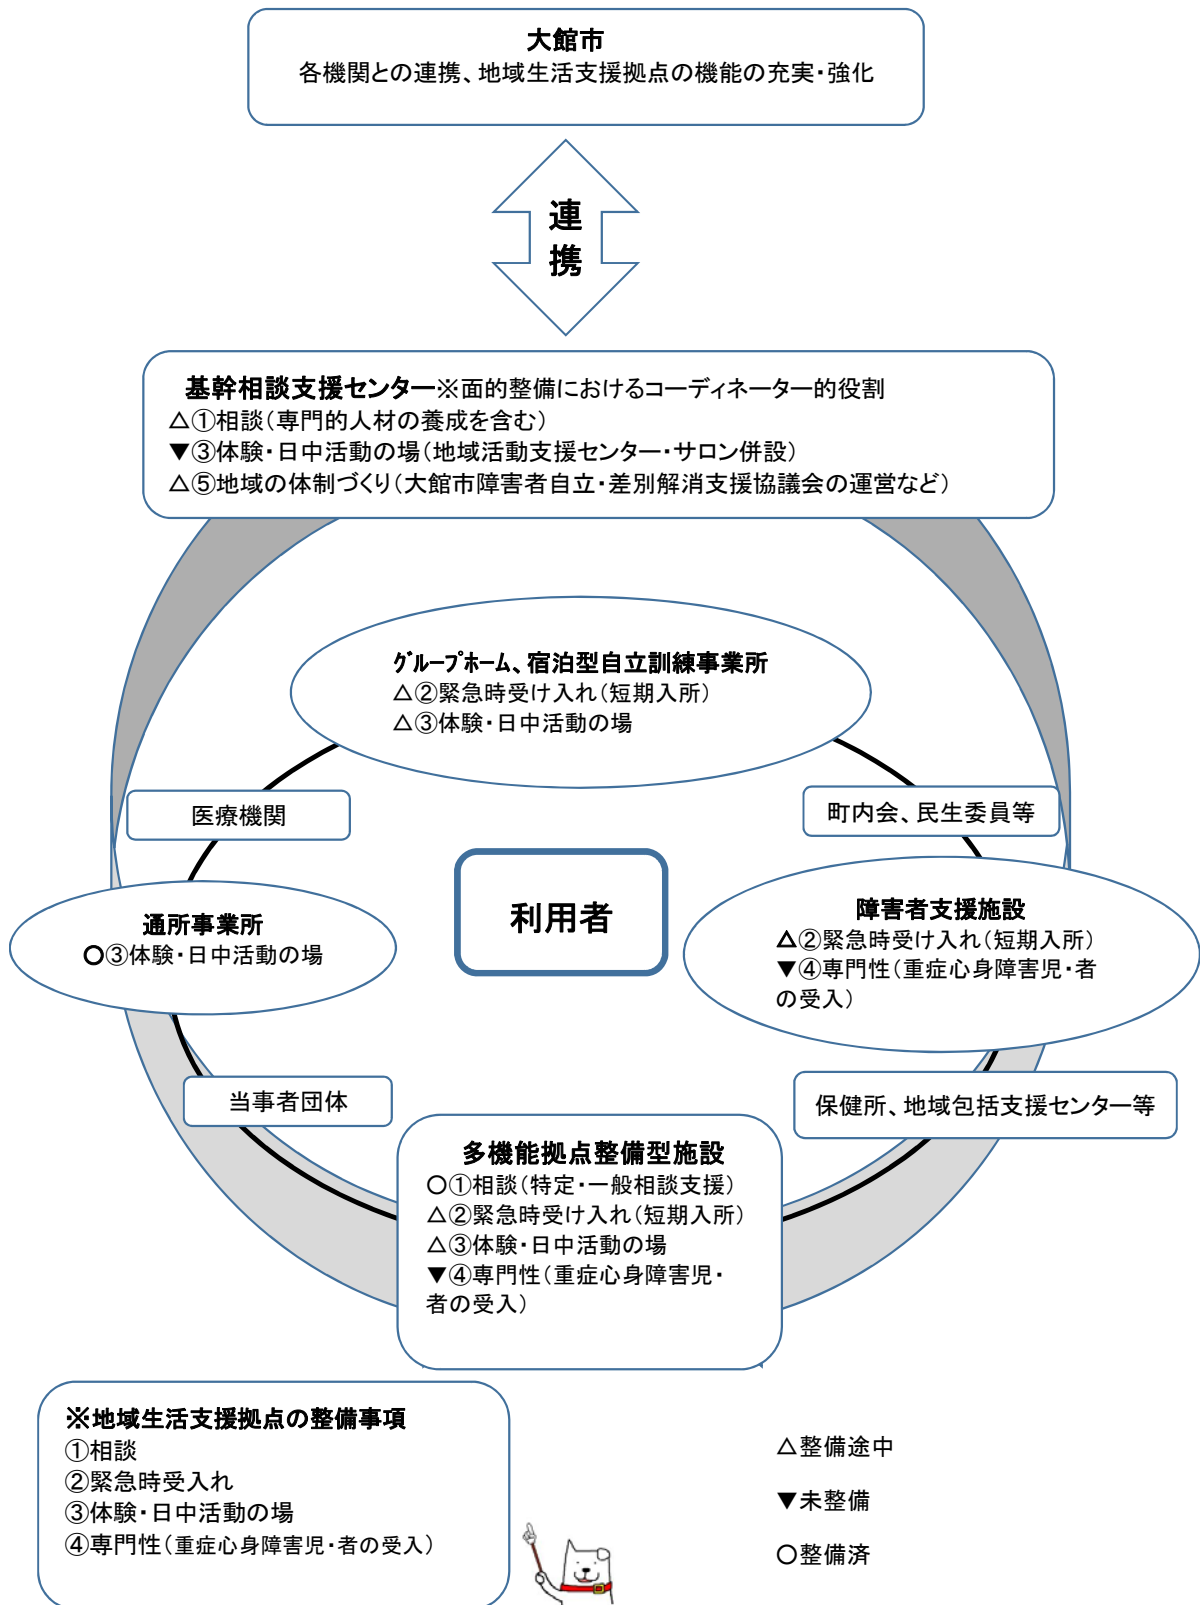 大館市
各機関との連携、地域生活支援拠点の機能の充実・強化
連
携
基幹相談支援センター※面的整備におけるコーディネーター的役割
△①相談（専門的人材の養成を含む）
▼③体験・日中活動の場（地域活動支援センター・サロン併設）
△⑤地域の体制づくり（大館市障害者自立・差別解消支援協議会の運営など）
ｸﾞﾙｰﾌﾟﾎｰﾑ、宿泊型自立訓練事業所
△②緊急時受け入れ（短期入所）
△③体験・日中活動の場
医療機関
町内会、民生委員等
利用者
通所事業所
○③体験・日中活動の場
障害者支援施設
△②緊急時受け入れ（短期入所）
▼④専門性（重症心身障害児・者
の受入）
当事者団体
保健所、地域包括支援センター等
多機能拠点整備型施設
○①相談（特定・一般相談支援）
△②緊急時受け入れ（短期入所）
△③体験・日中活動の場
▼④専門性（重症心身障害児・
者の受入）
※地域生活支援拠点の整備事項
①相談
②緊急時受入れ
③体験・日中活動の場
④専門性（重症心身障害児・者の受入）
△整備途中
▼未整備
○整備済